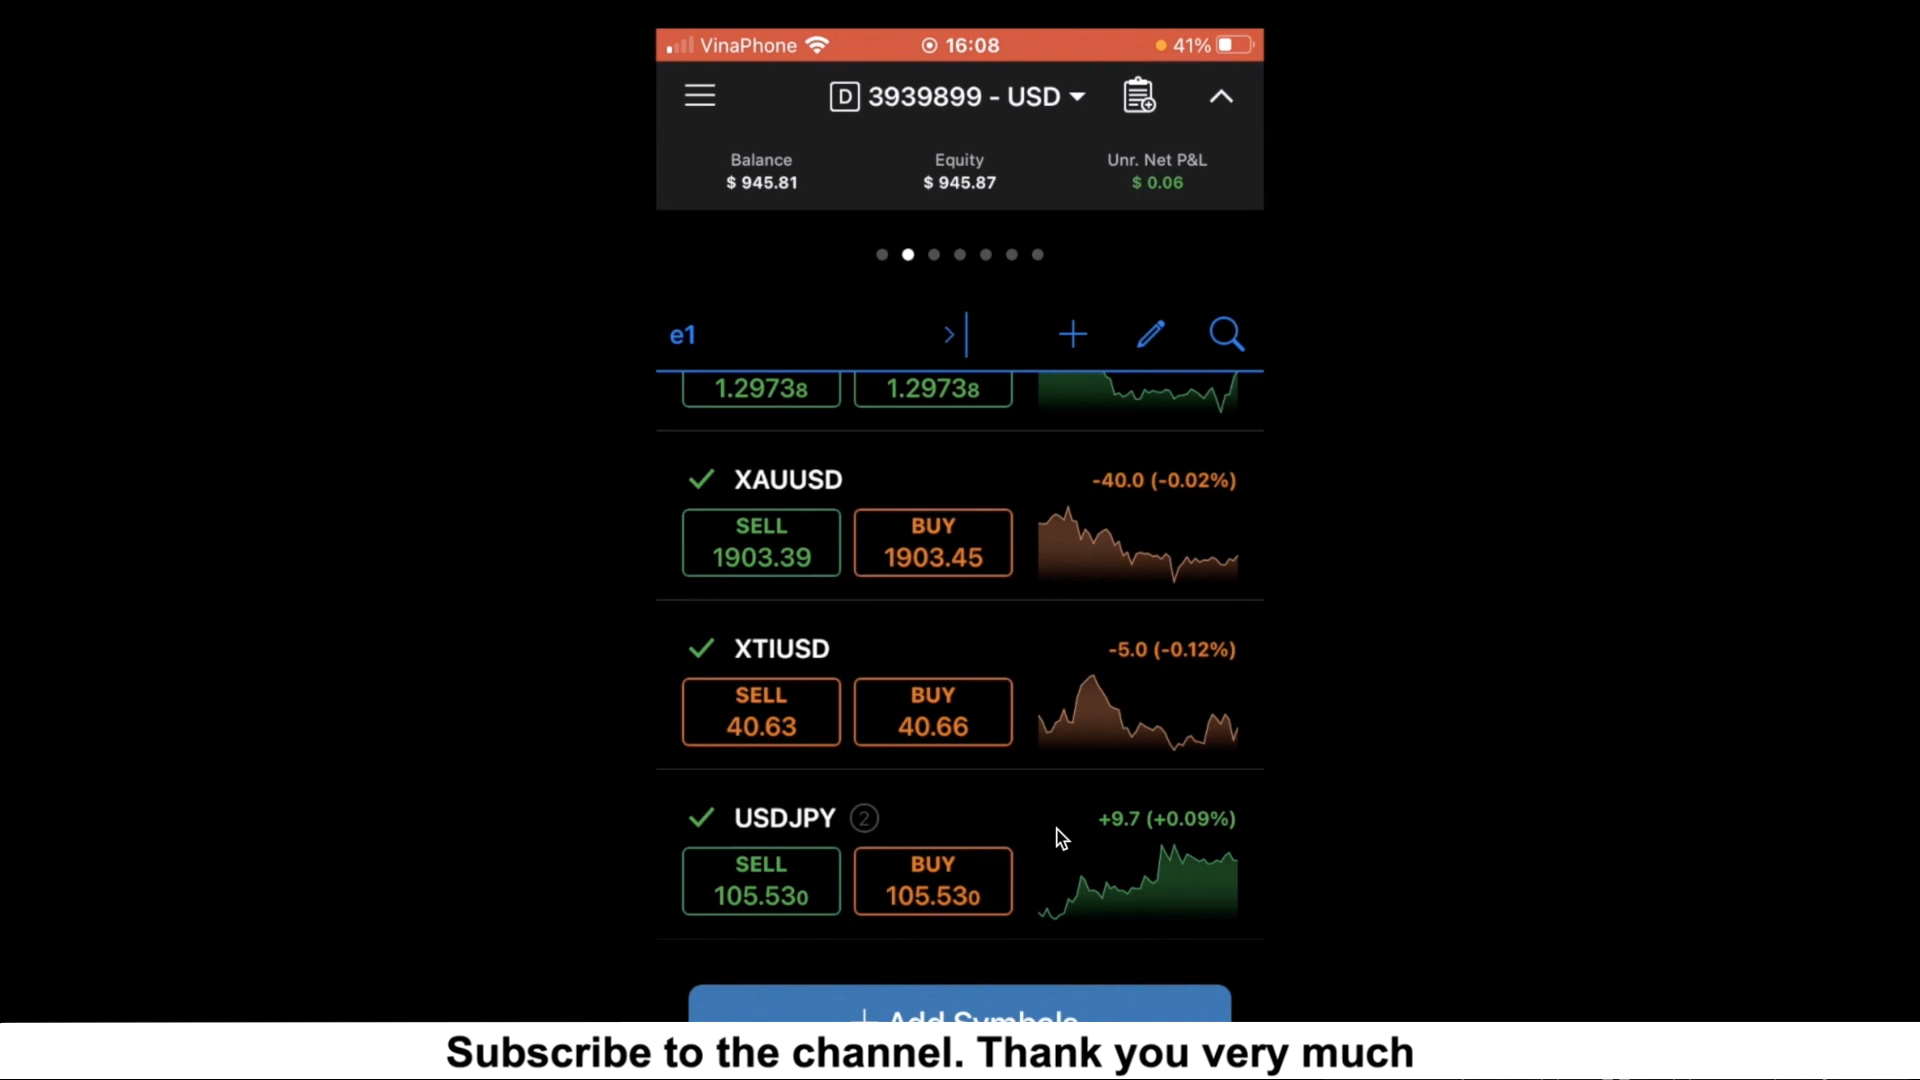 VinaPhone 16:08 41%
D 3939899 - USD
Balance Equity Unr. Net P&L
$ 945.81 $ 945.87 $ 0.06
e1
1.29738 1.29738
XAUUSD -40.0 (-0.02%)
SELL BUY
1903.39 1903.45
XTIUSD -5.0 (-0.12%)
SELL BUY
40.63 40.66
USDJPY 2 +9.7 (+0.09%)
SELL BUY
105.530 105.530
+ Add Symbols
Subscribe to the channel. Thank you very much